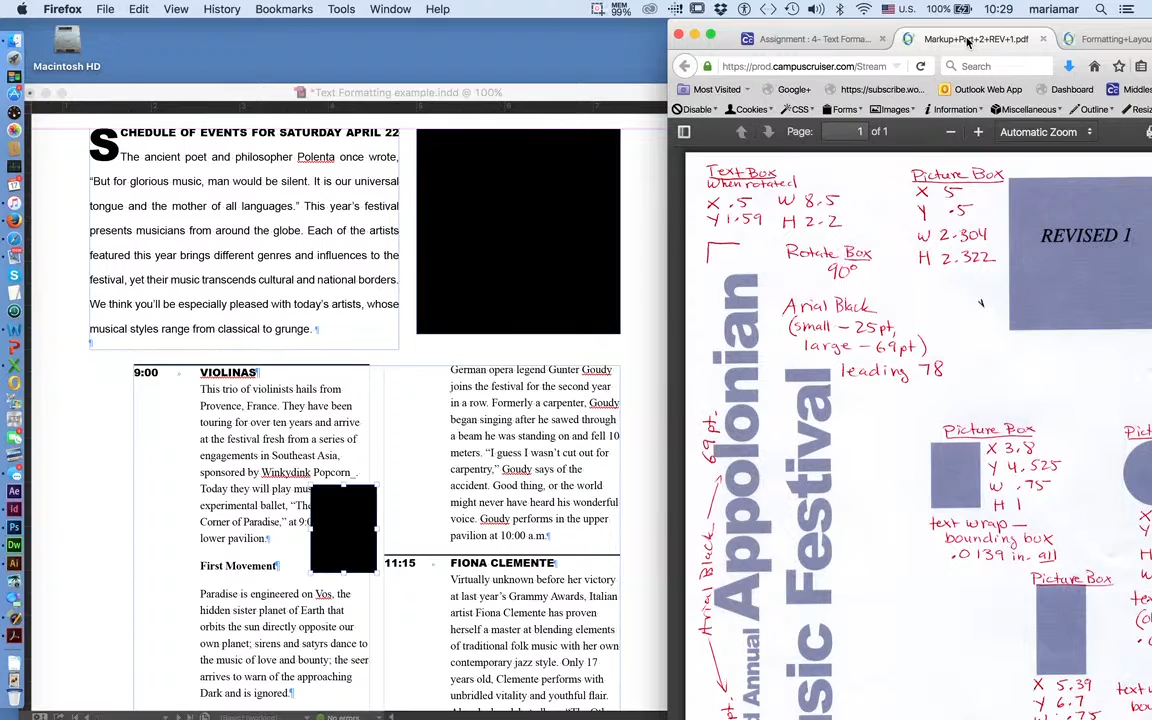 Firefox File Edit View History Bookmarks Tools Window Help
MEM 99% U.S. 100% 10:29 mariamar
Macintosh HD
*Text Formatting example.indd @ 100%
SCHEDULE OF EVENTS FOR SATURDAY APRIL 22
The ancient poet and philosopher Polenta once wrote,
“But for glorious music, man would be silent. It is our universal
tongue and the mother of all languages.” This year’s festival
presents musicians from around the globe. Each of the artists
featured this year brings different genres and influences to the
festival, yet their music transcends cultural and national borders.
We think you’ll be especially pleased with today’s artists, whose
musical styles range from classical to grunge. ¶
9:00 VIOLINAS¶
This trio of violinists hails from
Provence, France. They have been
touring for over ten years and arrive
at the festival fresh from a series of
engagements in Southeast Asia,
sponsored by Winkydink Popcorn .
Today they will play mus
experimental ballet, “The
Corner of Paradise,” at 9:0
lower pavilion.¶
First Movement¶
Paradise is engineered on Vos, the
hidden sister planet of Earth that
orbits the sun directly opposite our
own planet; sirens and satyrs dance to
the music of love and bounty; the seer
arrives to warn of the approaching
Dark and is ignored.¶
German opera legend Gunter Goudy
joins the festival for the second year
in a row. Formerly a carpenter, Goudy
began singing after he sawed through
a beam he was standing on and fell 10
meters. “I guess I wasn’t cut out for
carpentry,” Goudy says of the
accident. Good thing, or the world
might never have heard his wonderful
voice. Goudy performs in the upper
pavilion at 10:00 a.m.¶
11:15 FIONA CLEMENTE¶
Virtually unknown before her victory
at last year’s Grammy Awards, Italian
artist Fiona Clemente has proven
herself a master at blending elements
of traditional folk music with her own
contemporary jazz style. Only 17
years old, Clemente performs with
unbridled vitality and youthful flair.
No errors
Assignment : 4- Text Forma...
Markup+Part+2+REV+1.pdf
Formatting+Layou
https://prod.campuscruiser.com/Stream
Search
Most Visited Google+ https://subscribe.wo... Outlook Web App Dashboard Middles
Disable Cookies CSS Forms Images Information Miscellaneous Outline Resiz
Page: 1 of 1
Automatic Zoom
Text Box
when rotated
X .5 W 8.5
Y 1.59 H 2.2
Rotate Box
90°
Picture Box
X 5
Y .5
W 2.304
H 2.322
REVISED 1
Arial Black
(small – 25pt,
large – 69pt)
leading 78
69 pt.
Arial Black
Annual Appolonian
sic Festival
Picture Box
X 3.8
Y 4.525
W .75
H 1
text wrap —
bounding box
.0139 in. all
Picture Box
X 5.39
Y 6.7
W .75